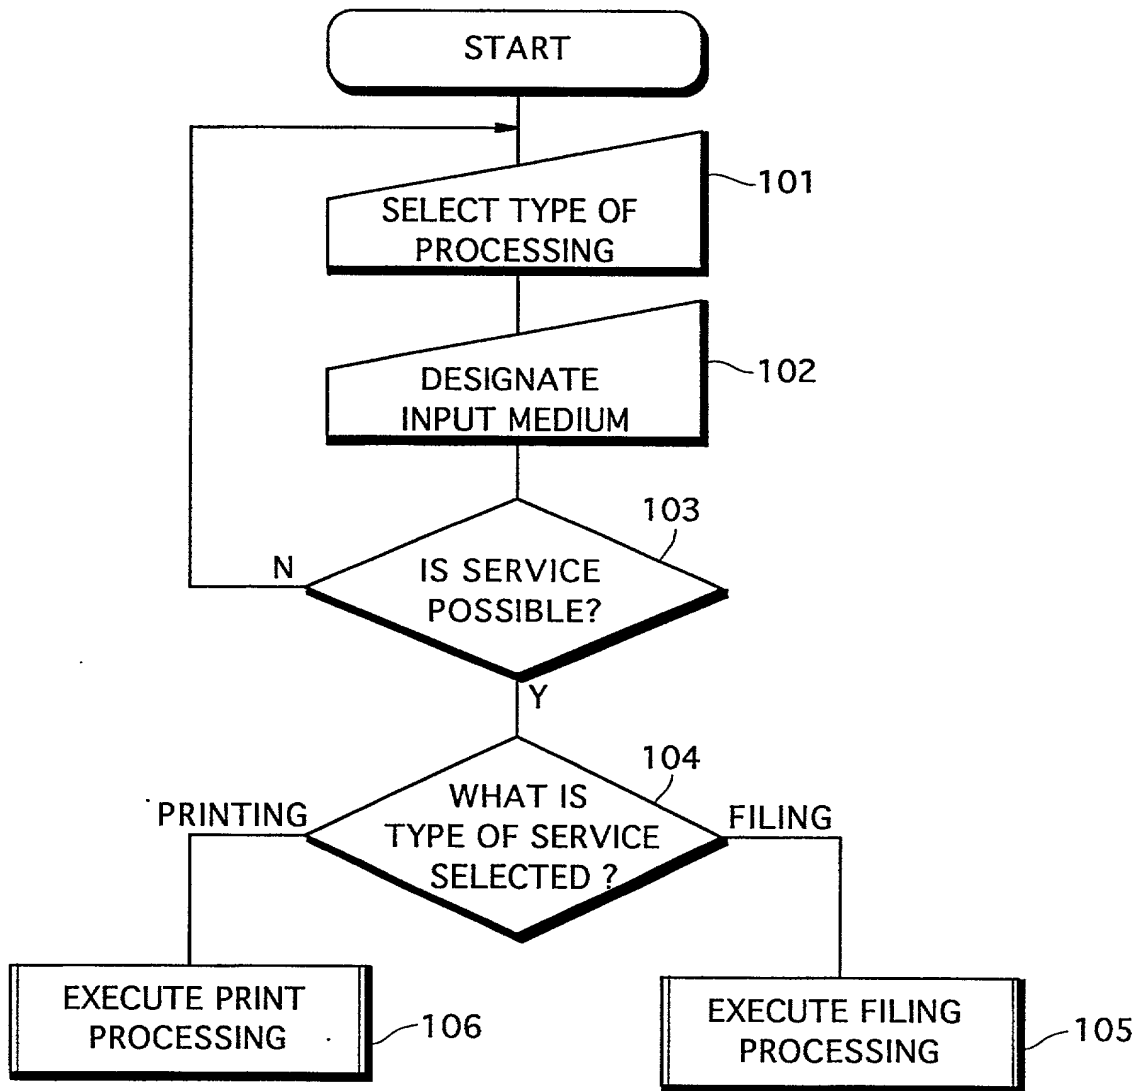 START
101
SELECT TYPE OF
PROCESSING
102
DESIGNATE
INPUT MEDIUM
103
N
IS SERVICE
POSSIBLE?
Y
104
PRINTING
WHAT IS
TYPE OF SERVICE
SELECTED ?
FILING
EXECUTE PRINT
PROCESSING
106
EXECUTE FILING
PROCESSING
105